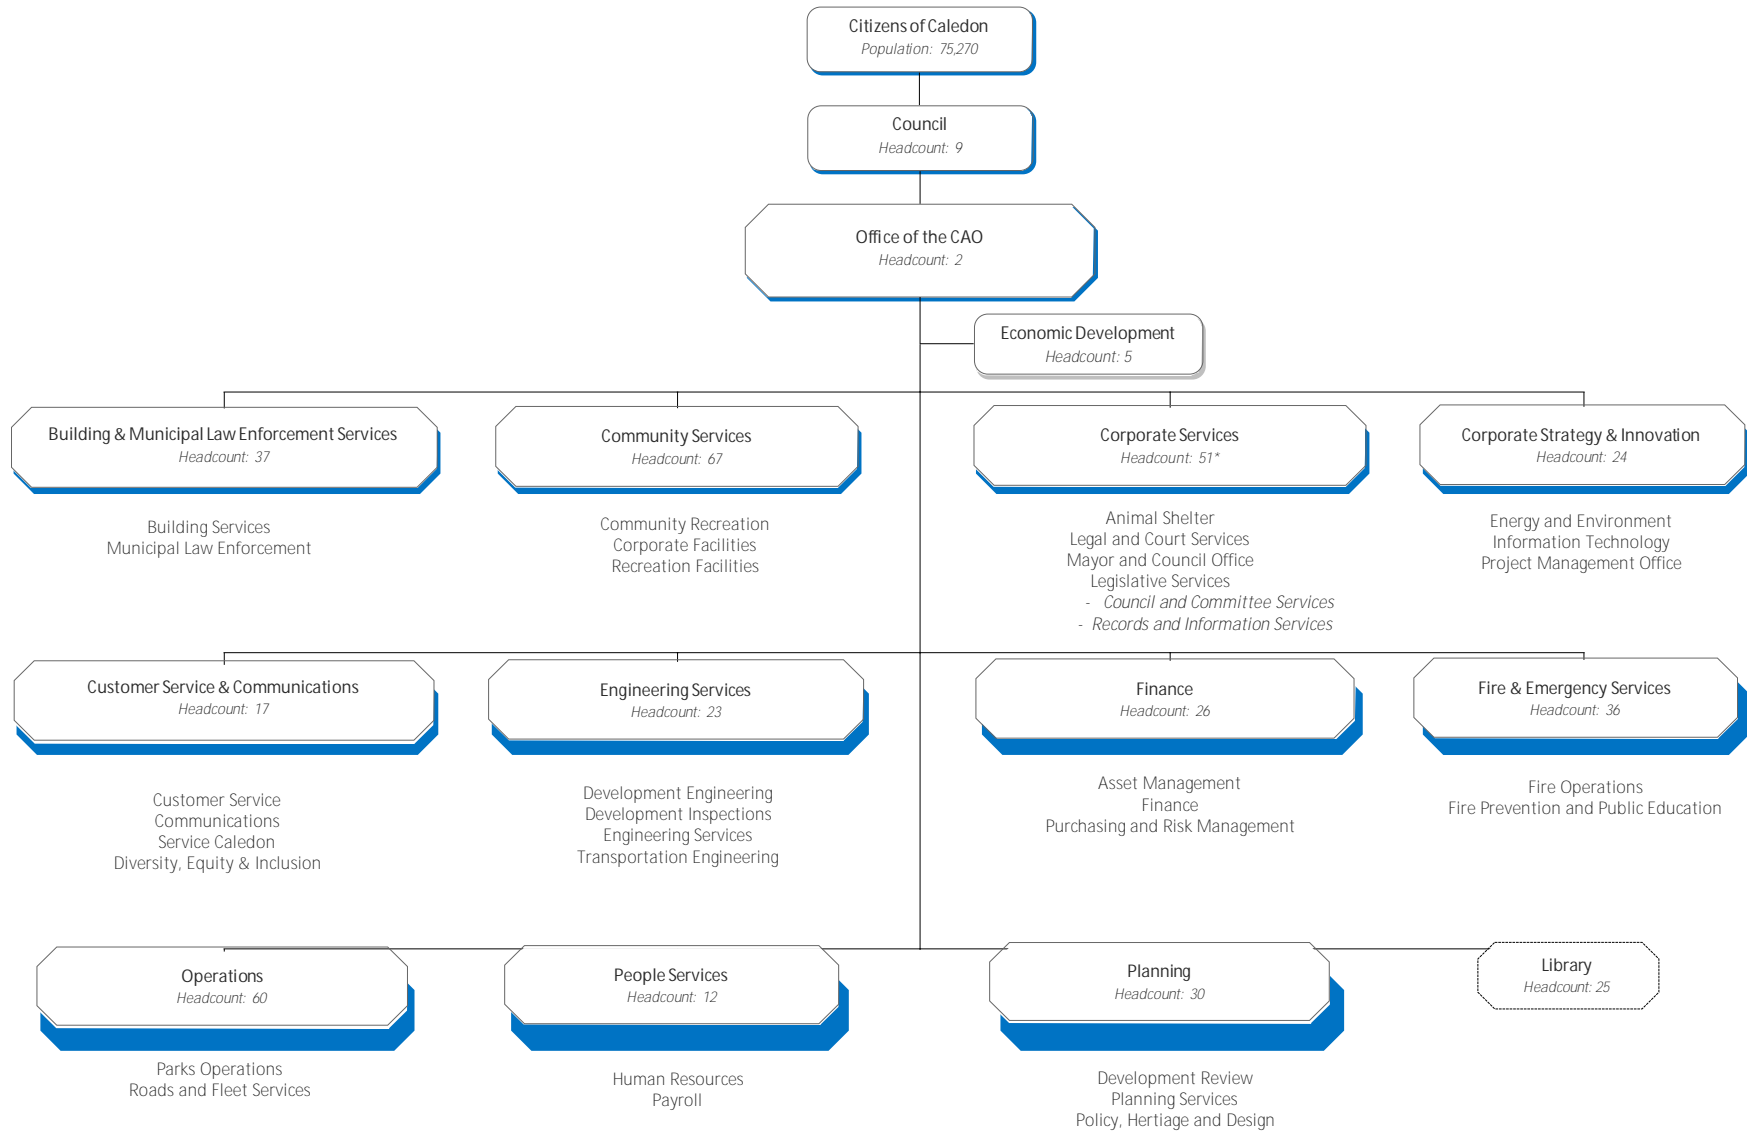 Citizens of Caledon
Population: 75,270
Council
Headcount: 9
Office of the CAO
Headcount: 2
Economic Development
Headcount: 5
Building & Municipal Law Enforcement Services
Headcount: 37
Building Services
Municipal Law Enforcement
Community Services
Headcount: 67
Community Recreation
Corporate Facilities
Recreation Facilities
Corporate Services
Headcount: 51*
Animal Shelter
Legal and Court Services
Mayor and Council Office
Legislative Services
- Council and Committee Services
- Records and Information Services
Corporate Strategy & Innovation
Headcount: 24
Energy and Environment
Information Technology
Project Management Office
Customer Service & Communications
Headcount: 17
Customer Service
Communications
Service Caledon
Diversity, Equity & Inclusion
Engineering Services
Headcount: 23
Development Engineering
Development Inspections
Engineering Services
Transportation Engineering
Finance
Headcount: 26
Asset Management
Finance
Purchasing and Risk Management
Fire & Emergency Services
Headcount: 36
Fire Operations
Fire Prevention and Public Education
Operations
Headcount: 60
Parks Operations
Roads and Fleet Services
People Services
Headcount: 12
Human Resources
Payroll
Planning
Headcount: 30
Development Review
Planning Services
Policy, Hertiage and Design
Library
Headcount: 25